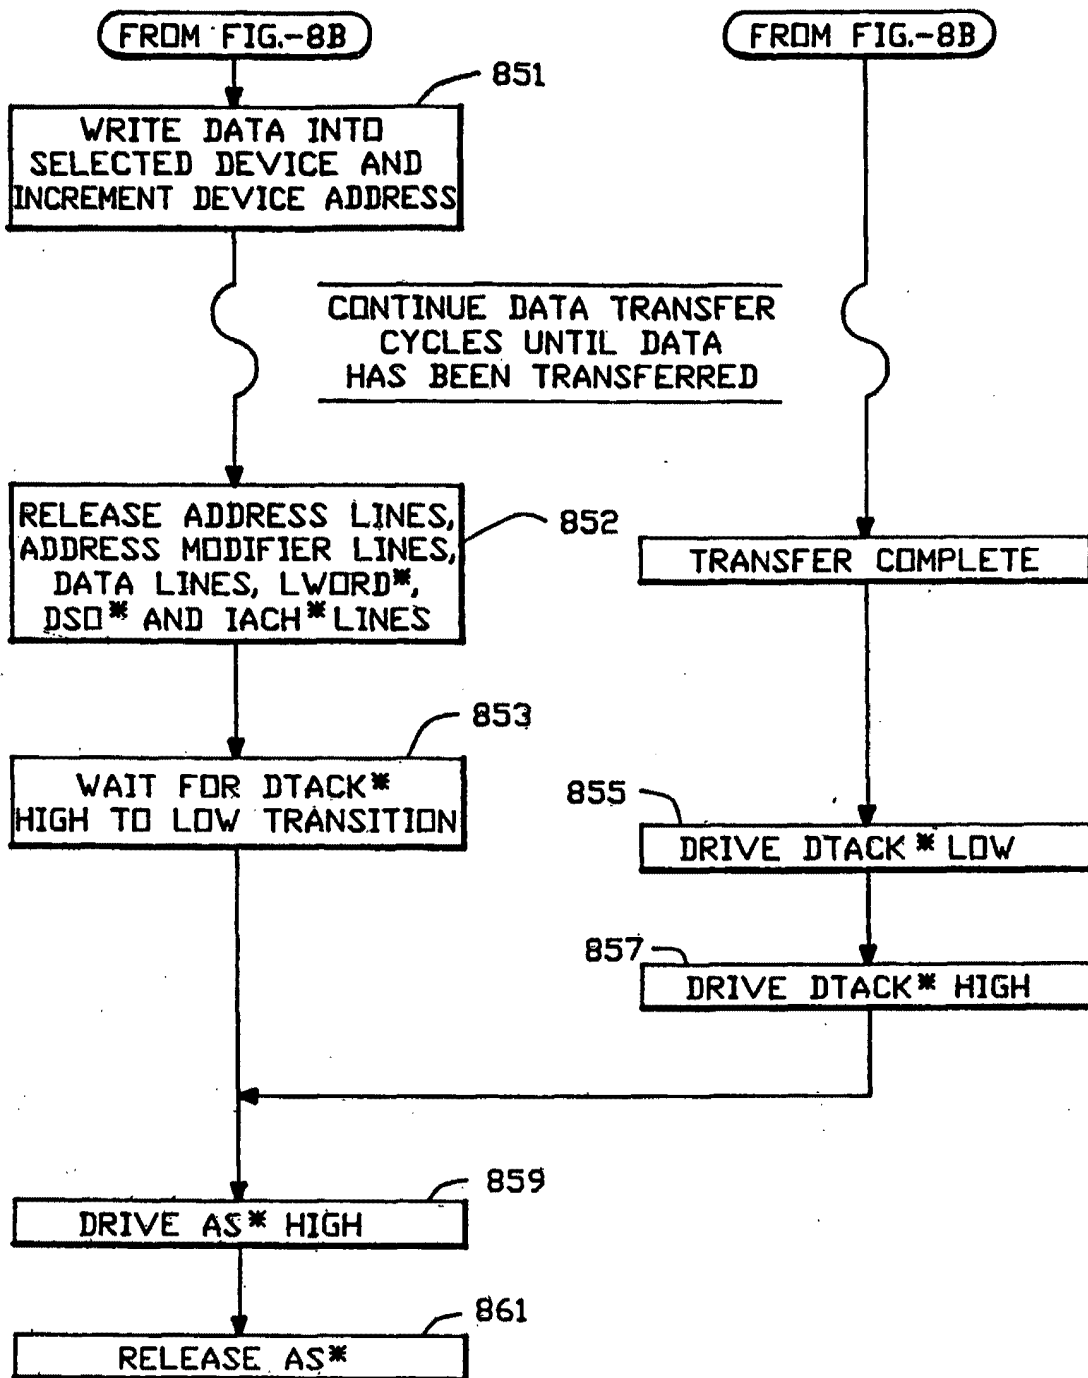 FROM FIG.-8B
FROM FIG.-8B
851
WRITE DATA INTO
SELECTED DEVICE AND
INCREMENT DEVICE ADDRESS
CONTINUE DATA TRANSFER
CYCLES UNTIL DATA
HAS BEEN TRANSFERRED
RELEASE ADDRESS LINES,
ADDRESS MODIFIER LINES,
DATA LINES, LWORD*,
DSO* AND IACH* LINES
852
TRANSFER COMPLETE
853
WAIT FOR DTACK*
HIGH TO LOW TRANSITION
855
DRIVE DTACK* LOW
857
DRIVE DTACK* HIGH
859
DRIVE AS* HIGH
861
RELEASE AS*